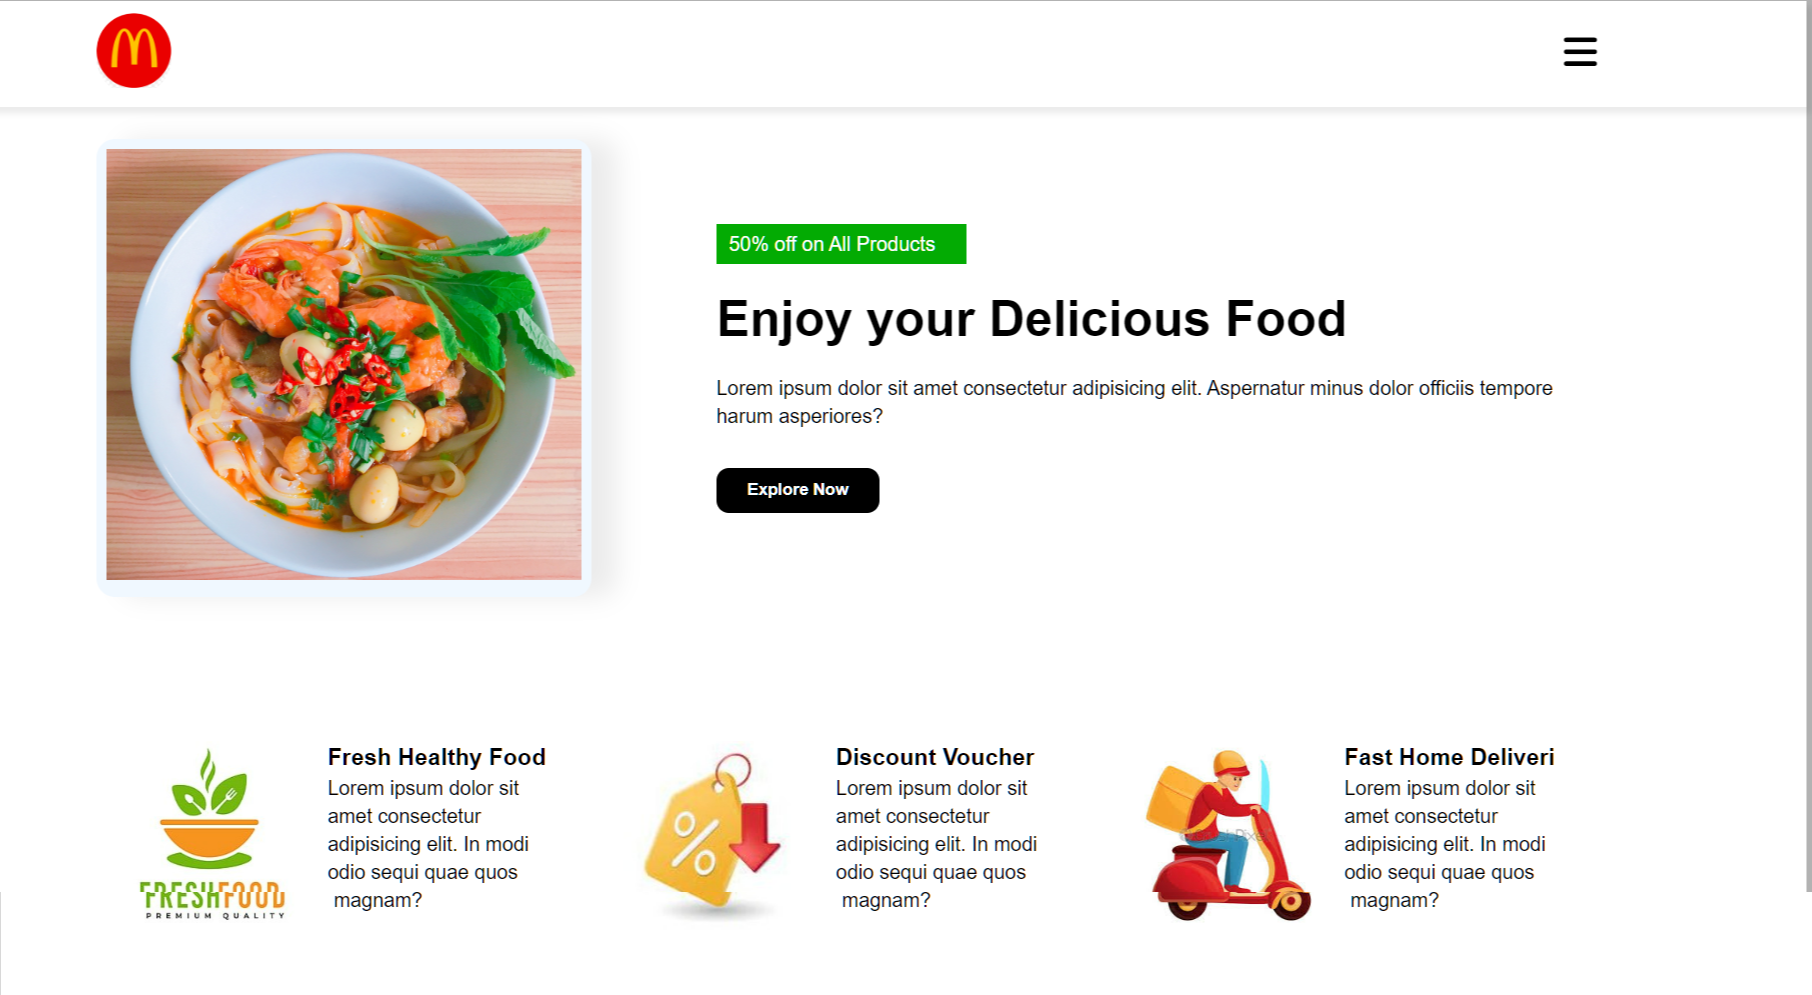 50% off on All Products
Enjoy your Delicious Food
Lorem ipsum dolor sit amet consectetur adipisicing elit. Aspernatur minus dolor officiis tempore
harum asperiores?
Explore Now
Fresh Healthy Food
Lorem ipsum dolor sit
amet consectetur
adipisicing elit. In modi
odio sequi quae quos
magnam?
FRESHFOOD
PREMIUM QUALITY
Discount Voucher
Lorem ipsum dolor sit
amet consectetur
adipisicing elit. In modi
odio sequi quae quos
magnam?
%
Fast Home Deliveri
Lorem ipsum dolor sit
amet consectetur
adipisicing elit. In modi
odio sequi quae quos
magnam?